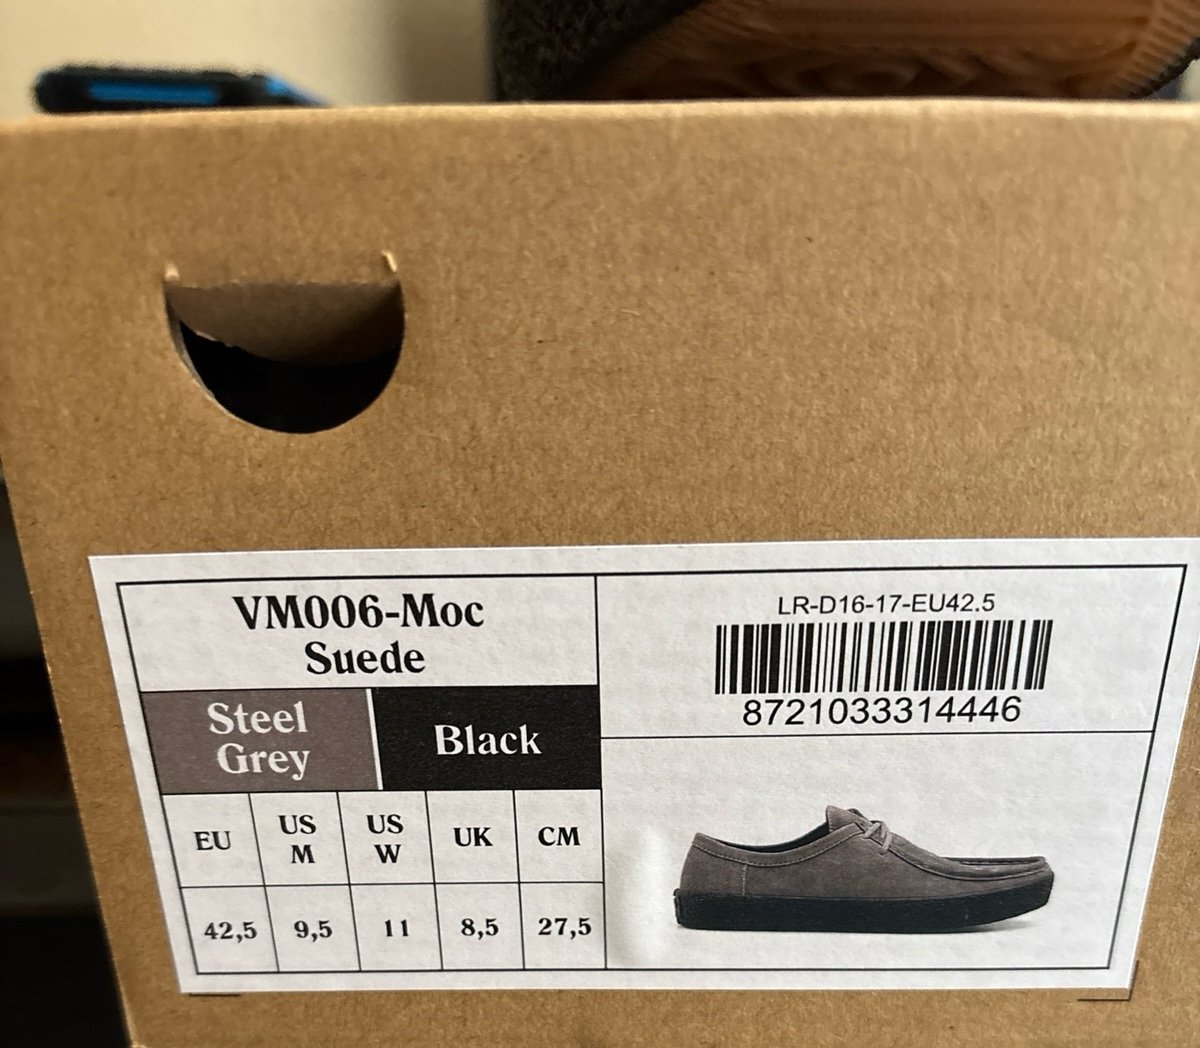 VM006-Moc
Suede
Steel
Grey
Black
EU US M US W UK CM
42,5 9,5 11 8,5 27,5
LR-D16-17-EU42.5
8721033314446